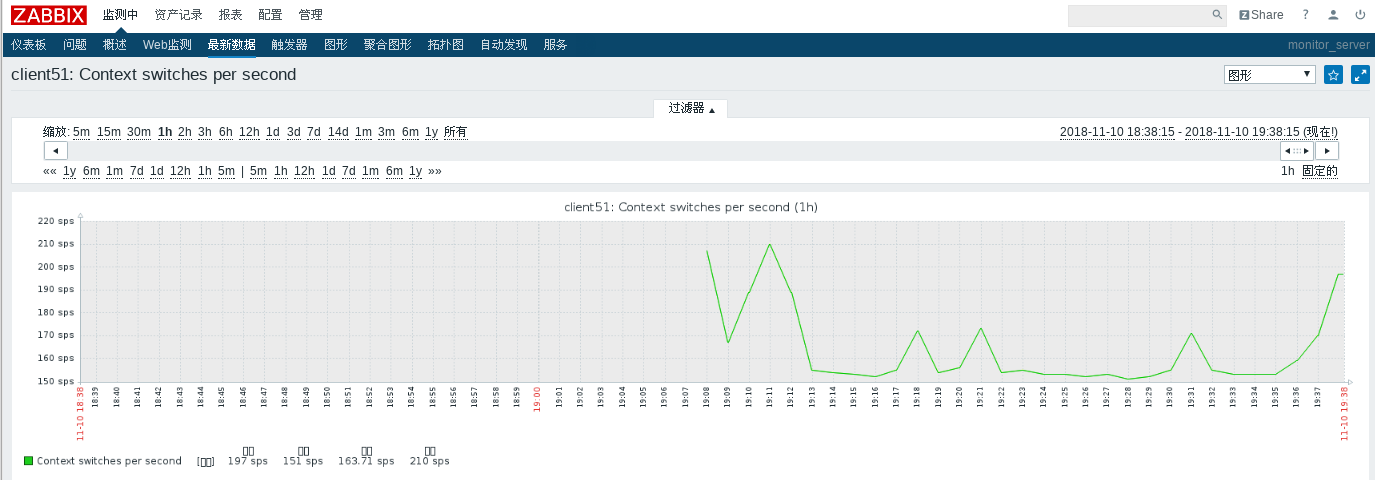 ZABBIX 监测中 资产记录 报表 配置 管理 Z Share ?
仪表板 问题 概述 Web监测 最新数据 触发器 图形 聚合图形 拓扑图 自动发现 服务 monitor_server
client51: Context switches per second 图形
过滤器
缩放: 5m 15m 30m 1h 2h 3h 6h 12h 1d 3d 7d 14d 1m 3m 6m 1y 所有 2018-11-10 18:38:15 - 2018-11-10 19:38:15 (现在!)
«« 1y 6m 1m 7d 1d 12h 1h 5m | 5m 1h 12h 1d 7d 1m 6m 1y »» 1h 固定的
client51: Context switches per second (1h)
220 sps
210 sps
200 sps
190 sps
180 sps
170 sps
160 sps
150 sps
11-10 18:38 18:39 18:40 18:41 18:42 18:43 18:44 18:45 18:46 18:47 18:48 18:49 18:50 18:51 18:52 18:53 18:54 18:55 18:56 18:57 18:58 18:59 19:00 19:01 19:02 19:03 19:04 19:05 19:06 19:07 19:08 19:09 19:10 19:11 19:12 19:13 19:14 19:15 19:16 19:17 19:18 19:19 19:20 19:21 19:22 19:23 19:24 19:25 19:26 19:27 19:28 19:29 19:30 19:31 19:32 19:33 19:34 19:35 19:36 19:37 11-10 19:38
Context switches per second [▯▯] 197 sps 151 sps 163.71 sps 210 sps